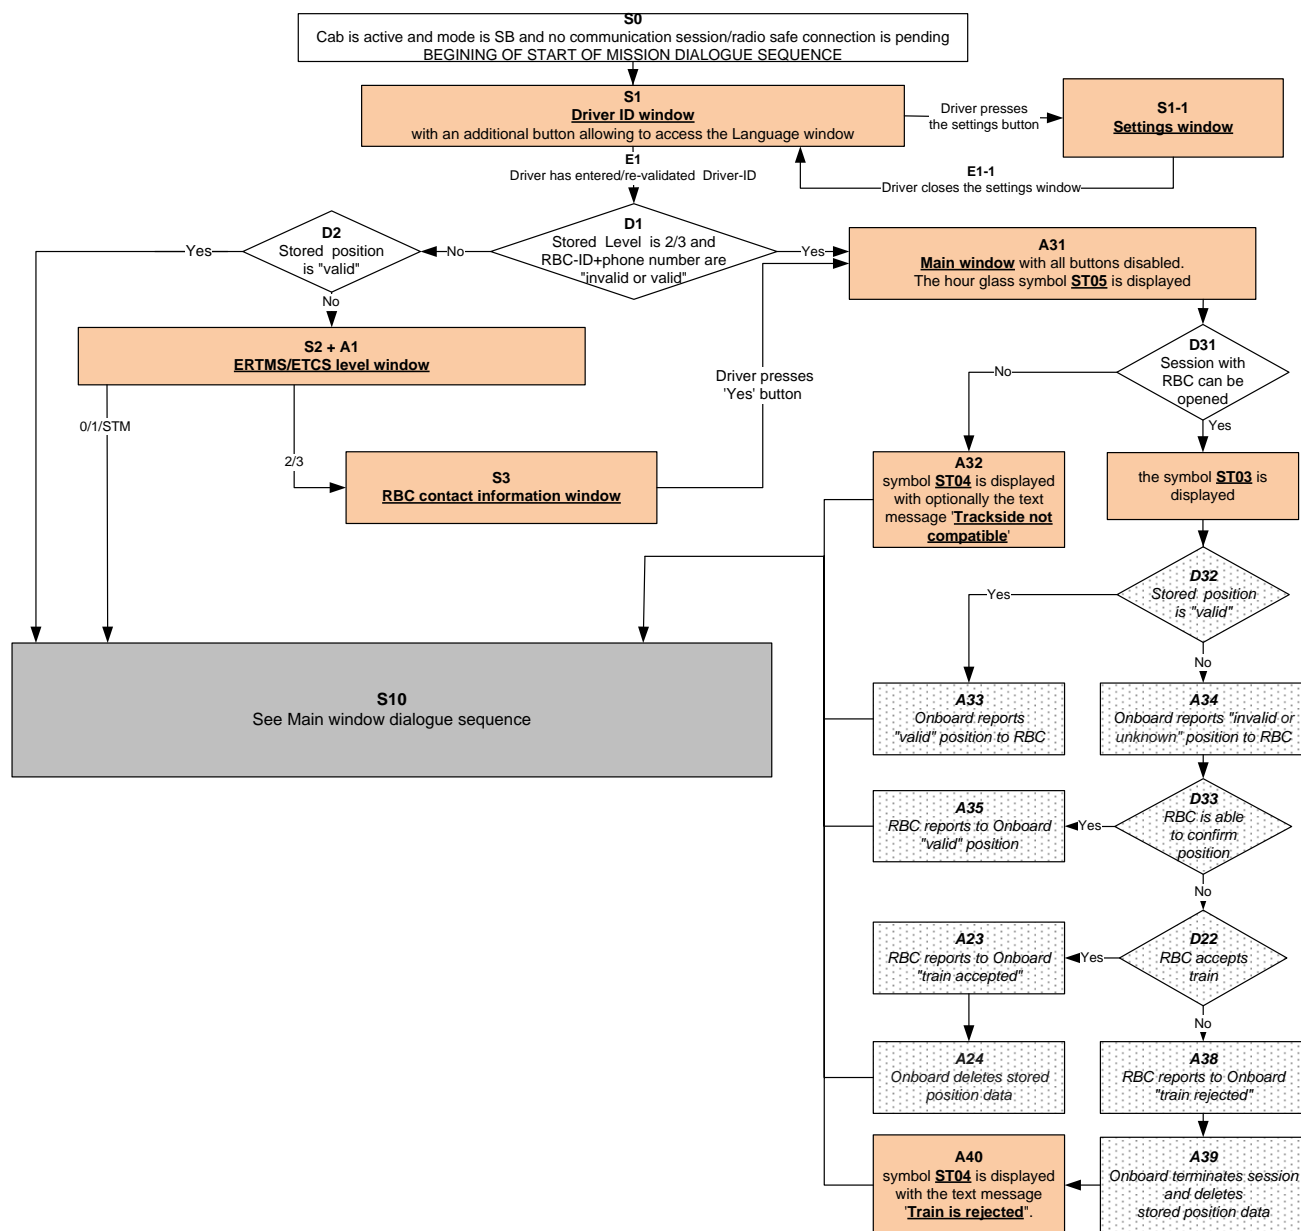 S0
Cab is active and mode is SB and no communication session/radio safe connection is pending
BEGINING OF START OF MISSION DIALOGUE SEQUENCE
S1
Driver ID window
with an additional button allowing to access the Language window
Driver presses
the settings button
S1-1
Settings window
E1
Driver has entered/re-validated Driver-ID
E1-1
Driver closes the settings window
D2
Stored position
is "valid"
Yes
No
D1
Stored Level is 2/3 and
RBC-ID+phone number are
"invalid or valid"
Yes
A31
Main window with all buttons disabled.
The hour glass symbol ST05 is displayed
No
S2 + A1
ERTMS/ETCS level window
D31
Session with
RBC can be
opened
No
Yes
Driver presses
'Yes' button
0/1/STM
2/3
S3
RBC contact information window
A32
symbol ST04 is displayed
with optionally the text
message 'Trackside not
compatible'
the symbol ST03 is
displayed
D32
Stored position
is "valid"
Yes
No
S10
See Main window dialogue sequence
A33
Onboard reports
"valid" position to RBC
A34
Onboard reports "invalid or
unknown" position to RBC
A35
RBC reports to Onboard
"valid" position
Yes
D33
RBC is able
to confirm
position
No
A23
RBC reports to Onboard
"train accepted"
Yes
D22
RBC accepts
train
No
A24
Onboard deletes stored
position data
A38
RBC reports to Onboard
"train rejected"
A40
symbol ST04 is displayed
with the text message
'Train is rejected".
A39
Onboard terminates session
and deletes
stored position data